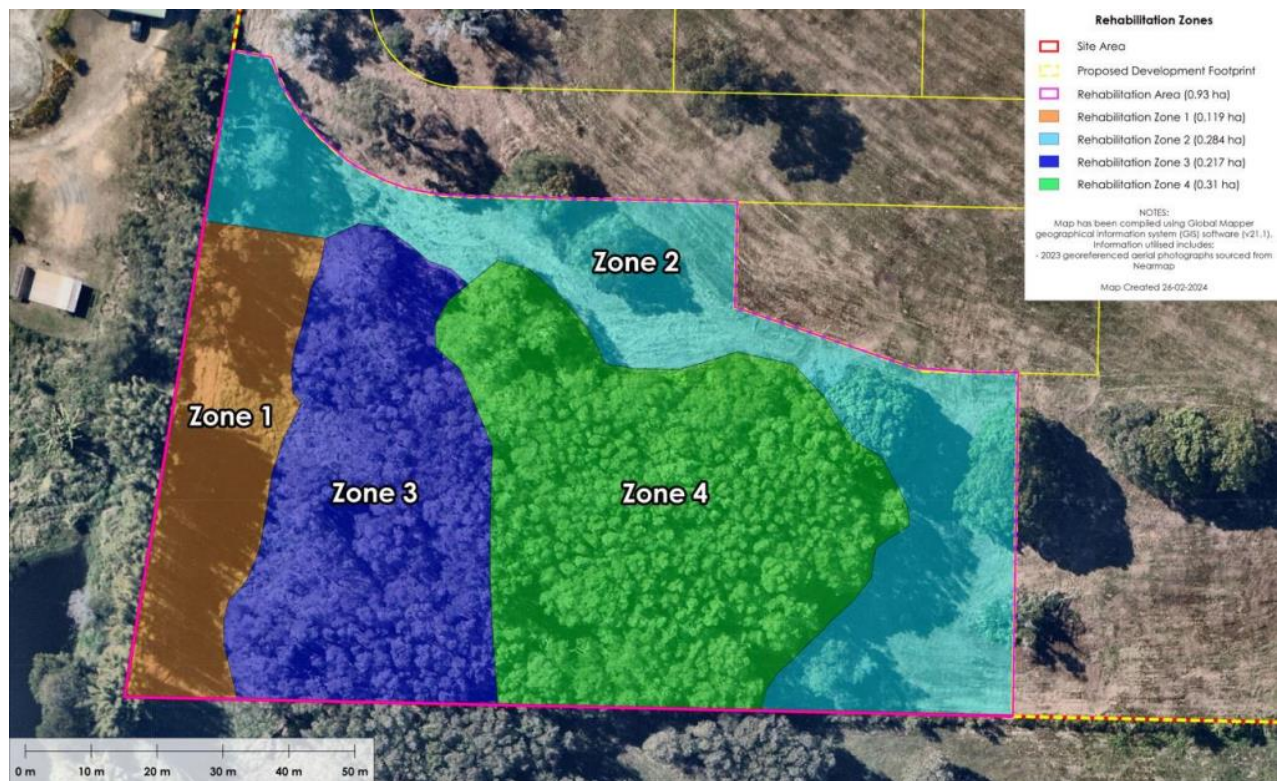 Rehabilitation Zones
Site Area
Proposed Development Footprint
Rehabilitation Area (0.93 ha)
Rehabilitation Zone 1 (0.119 ha)
Rehabilitation Zone 2 (0.284 ha)
Rehabilitation Zone 3 (0.217 ha)
Rehabilitation Zone 4 (0.31 ha)
NOTES:
Map has been compiled using Global Mapper
geographical information system (GIS) software (v21.1).
Information utilised includes:
- 2023 georeferenced aerial photographs sourced from
Nearmap
Map Created 26-02-2024
Zone 2
Zone 1
Zone 3
Zone 4
0 m 10 m 20 m 30 m 40 m 50 m